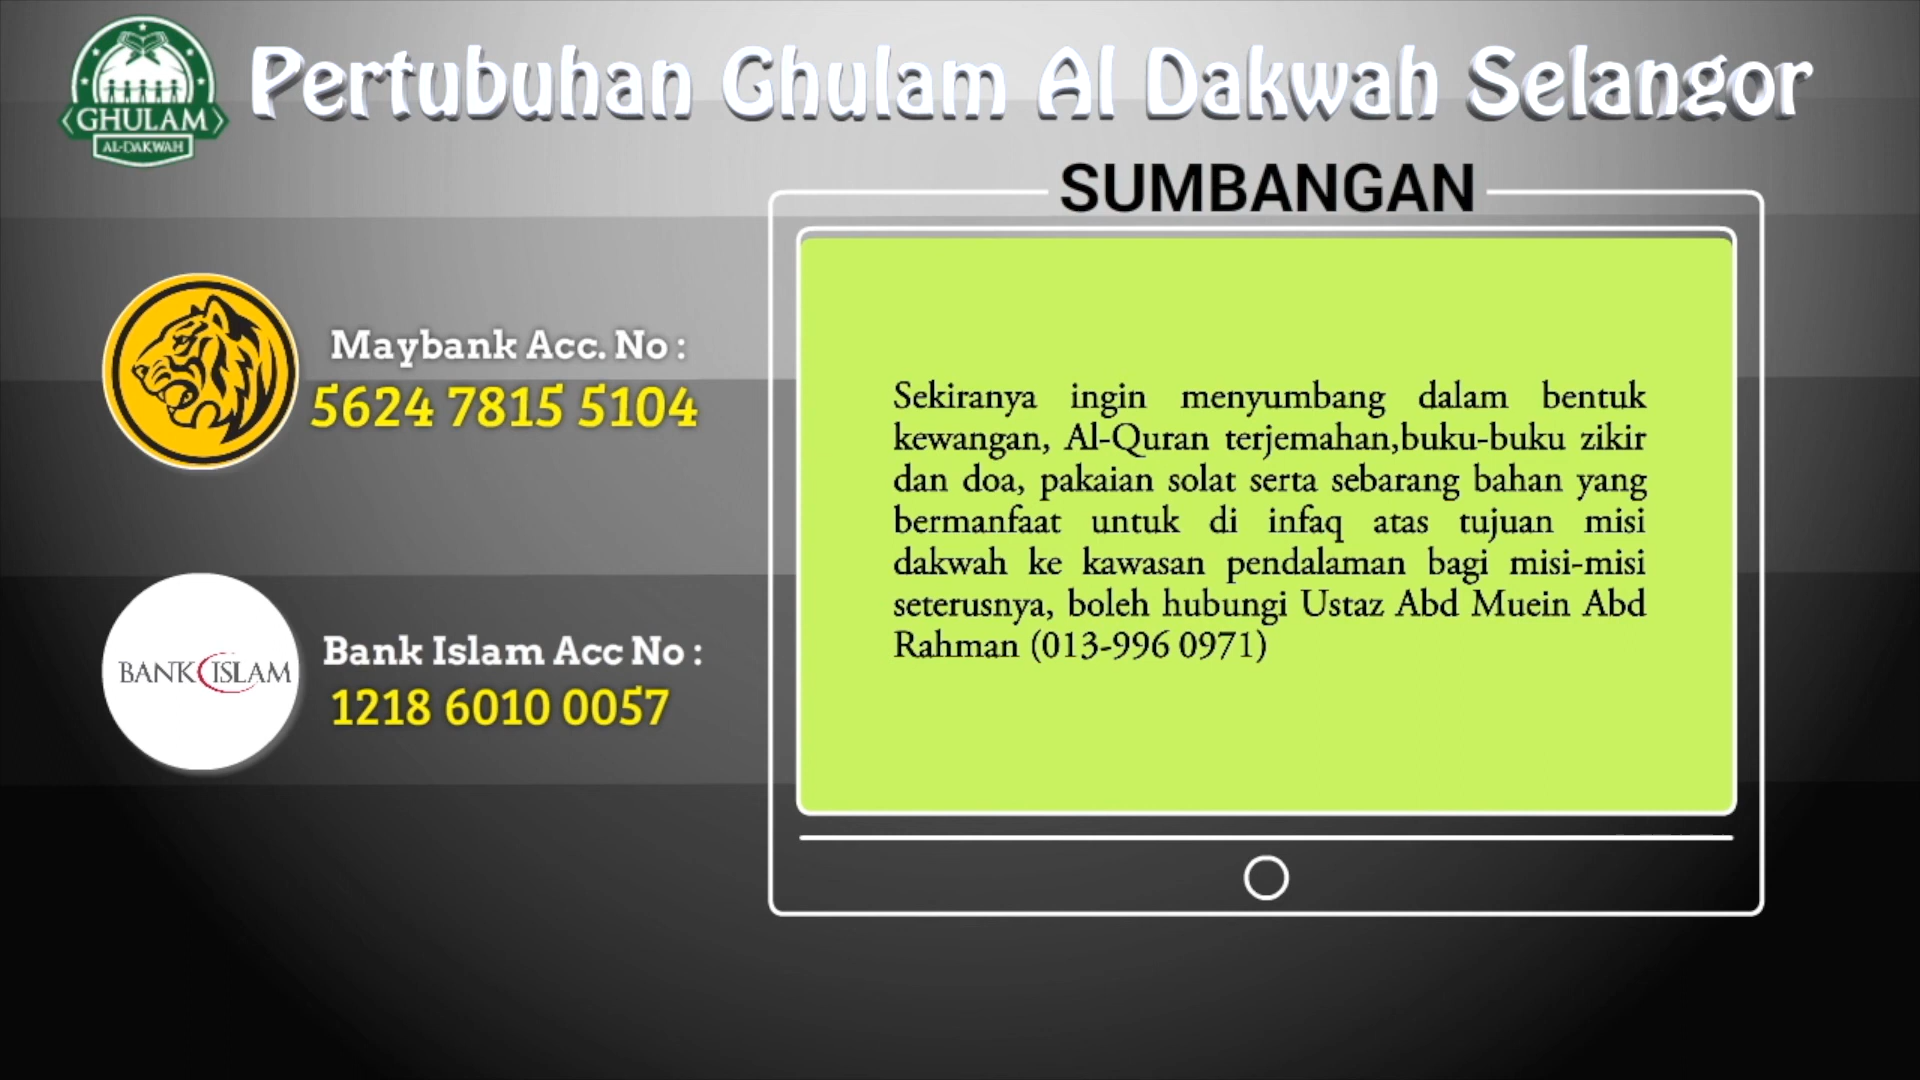 GHULAM
AL-DAKWAH
Pertubuhan Ghulam Al Dakwah Selangor
SUMBANGAN
Maybank Acc. No :
5624 7815 5104
BANK ISLAM
Bank Islam Acc No :
1218 6010 0057
Sekiranya ingin menyumbang dalam bentuk
kewangan, Al-Quran terjemahan,buku-buku zikir
dan doa, pakaian solat serta sebarang bahan yang
bermanfaat untuk di infaq atas tujuan misi
dakwah ke kawasan pendalaman bagi misi-misi
seterusnya, boleh hubungi Ustaz Abd Muein Abd
Rahman (013-996 0971)